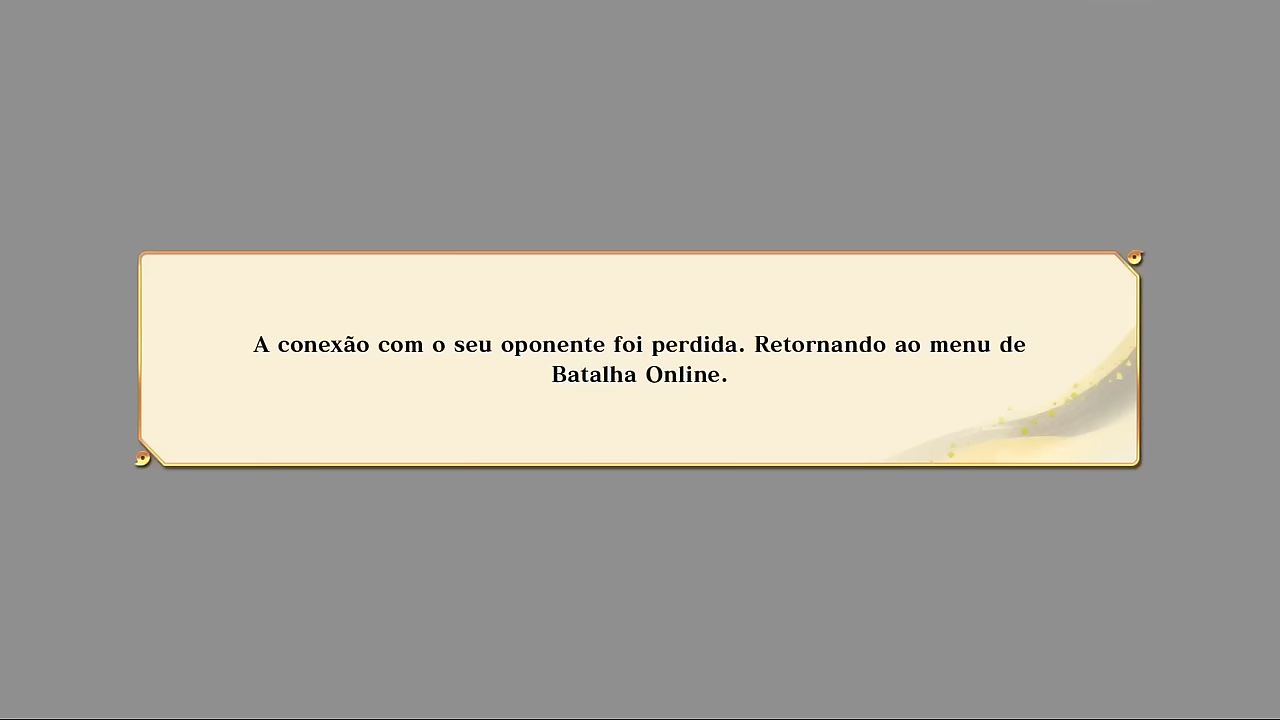 A conexão com o seu oponente foi perdida. Retornando ao menu de
Batalha Online.